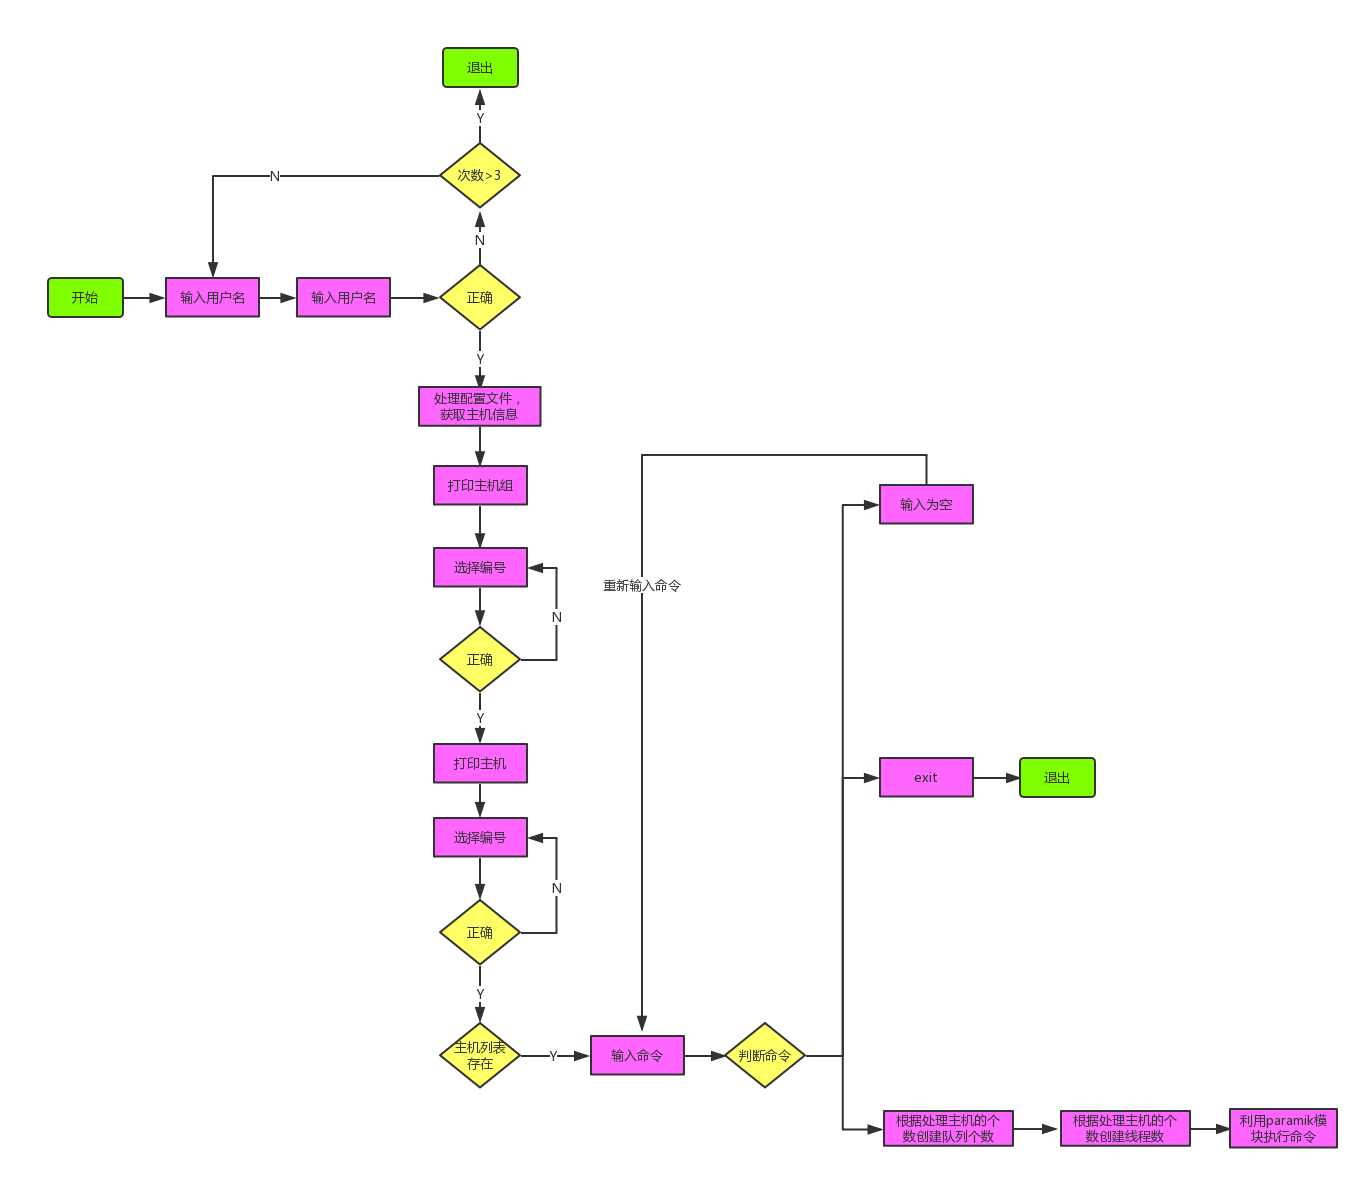 退出
Y
次数>3
N
N
开始
输入用户名
输入用户名
正确
Y
处理配置文件，
获取主机信息
打印主机组
输入为空
选择编号
重新输入命令
N
正确
Y
打印主机
exit
退出
选择编号
N
正确
Y
主机列表
存在
Y
输入命令
判断命令
根据处理主机的个
数创建队列个数
根据处理主机的个
数创建线程数
利用paramik模
块执行命令